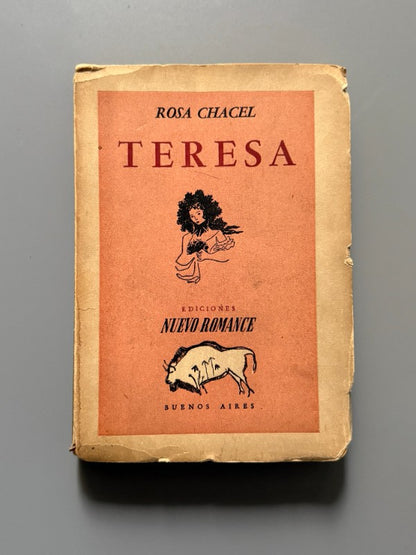 ROSA CHACEL
TERESA
EDICIONES
NUEVO ROMANCE
BUENOS AIRES